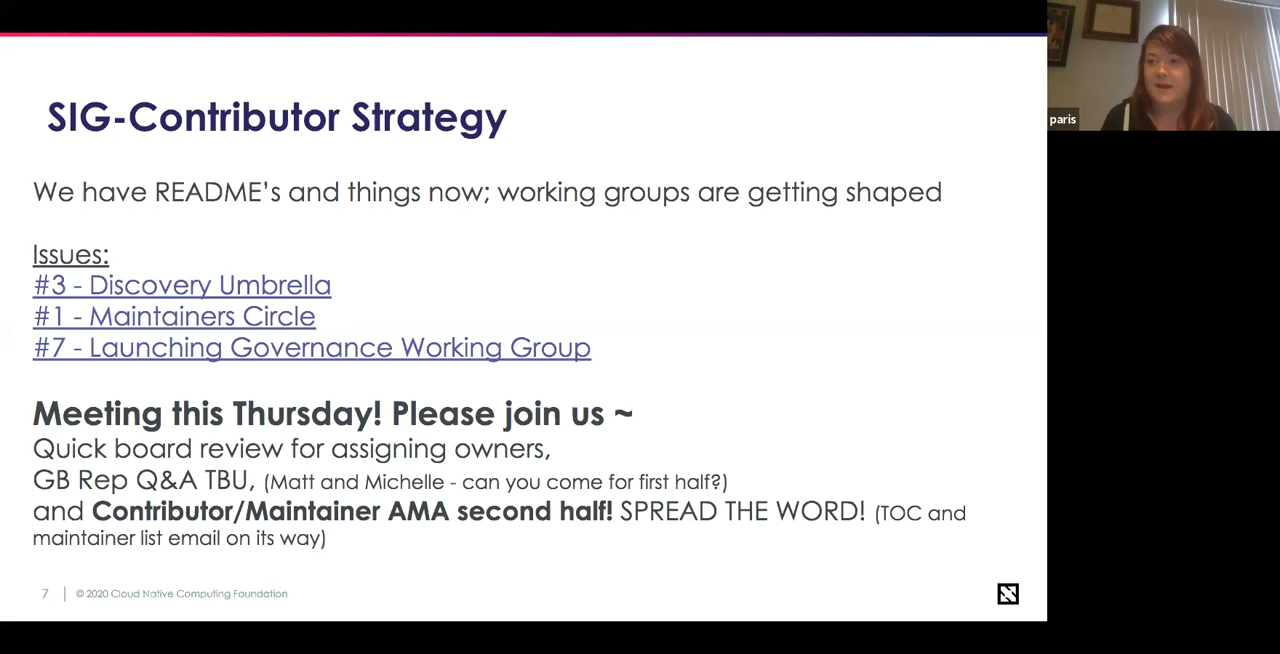 SIG-Contributor Strategy
We have README's and things now; working groups are getting shaped
Issues:
#3 - Discovery Umbrella
#1 - Maintainers Circle
#7 - Launching Governance Working Group
Meeting this Thursday! Please join us ~
Quick board review for assigning owners,
GB Rep Q&A TBU, (Matt and Michelle - can you come for first half?)
and Contributor/Maintainer AMA second half! SPREAD THE WORD! (TOC and
maintainer list email on its way)
7 | © 2020 Cloud Native Computing Foundation
paris